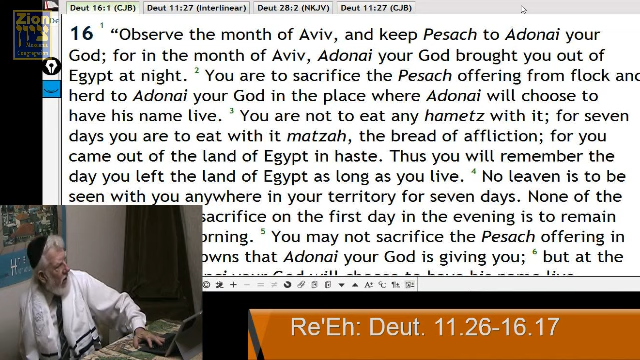 Zion
Messianic
Congregation
Deut 16:1 (CJB) Deut 11:27 (Interlinear) Deut 28:2 (NKJV) Deut 11:27 (CJB)
16 1 “Observe the month of Aviv, and keep Pesach to Adonai your
God; for in the month of Aviv, Adonai your God brought you out of
Egypt at night. 2 You are to sacrifice the Pesach offering from flock and
herd to Adonai your God in the place where Adonai will choose to
have his name live. 3 You are not to eat any hametz with it; for seven
days you are to eat with it matzah, the bread of affliction; for you
came out of the land of Egypt in haste. Thus you will remember the
day you left the land of Egypt as long as you live. 4 No leaven is to be
seen with you anywhere in your territory for seven days. None of the
sacrifice on the first day in the evening is to remain
orning. 5 You may not sacrifice the Pesach offering in
owns that Adonai your God is giving you; 6 but at the
Re'Eh: Deut. 11.26-16.17